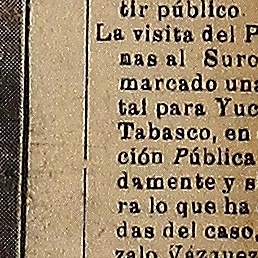 tir público.
La visita del P
nas al Suro
marcado una
tal para Yuc
Tabasco, en
ción Pública
damente y s
ra lo que ha
das del caso,
zalo Vázquez